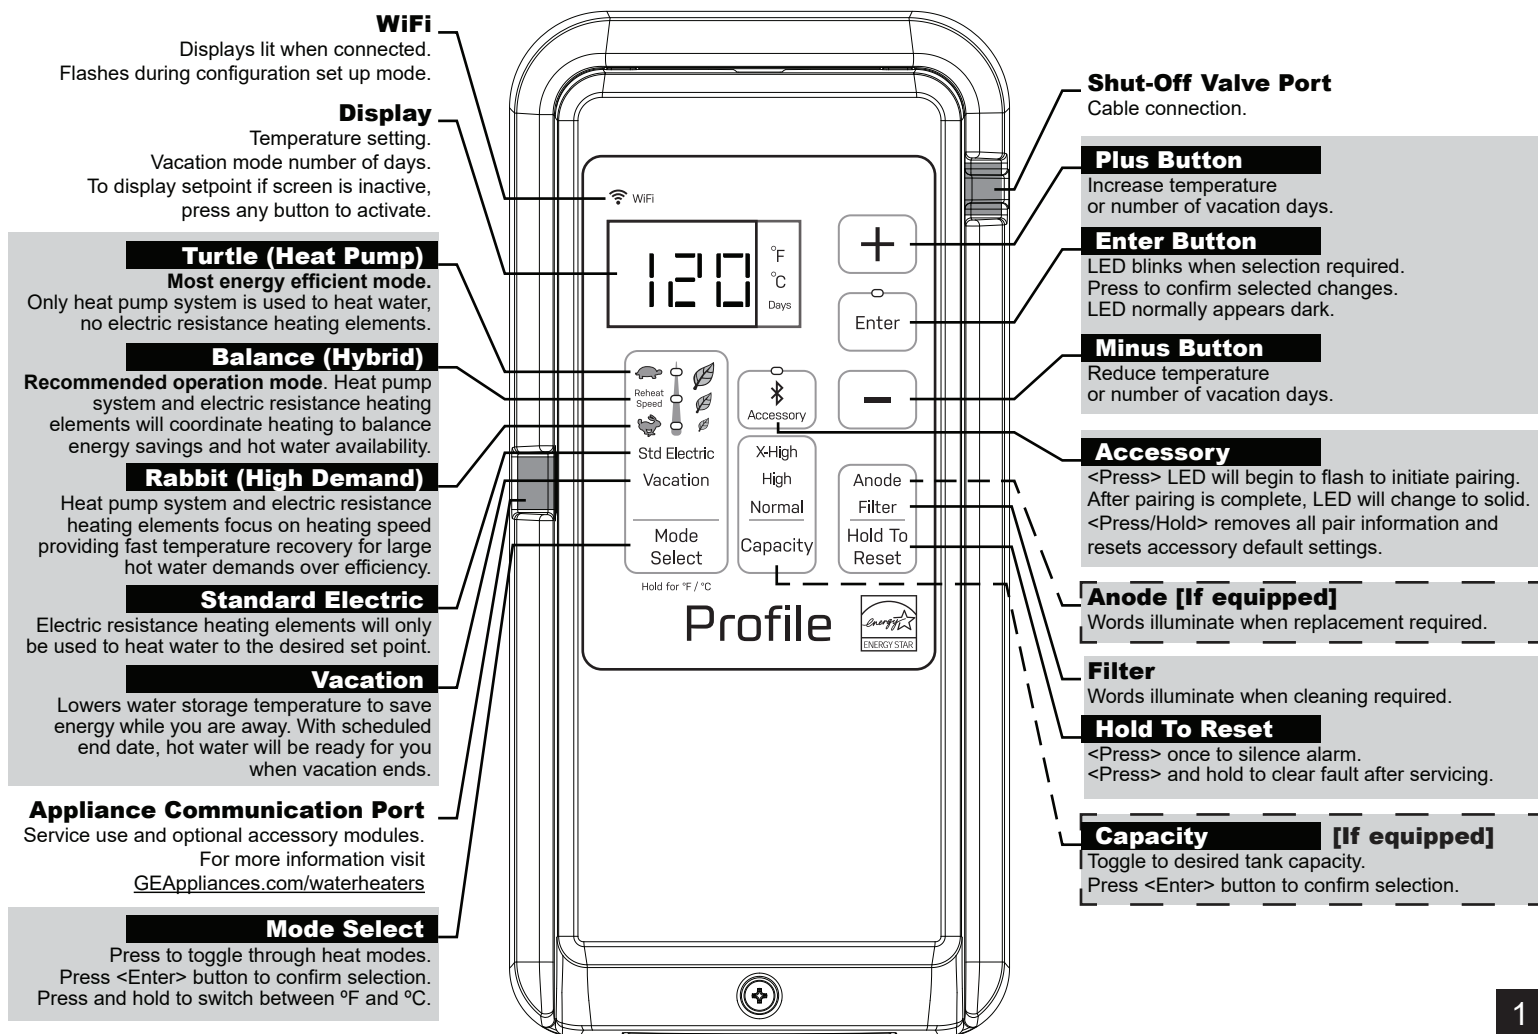 WiFi
Displays lit when connected.
Flashes during configuration set up mode.
Display
Temperature setting.
Vacation mode number of days.
To display setpoint if screen is inactive,
press any button to activate.
Turtle (Heat Pump)
Most energy efficient mode.
Only heat pump system is used to heat water,
no electric resistance heating elements.
Balance (Hybrid)
Recommended operation mode. Heat pump
system and electric resistance heating
elements will coordinate heating to balance
energy savings and hot water availability.
Rabbit (High Demand)
Heat pump system and electric resistance
heating elements focus on heating speed
providing fast temperature recovery for large
hot water demands over efficiency.
Standard Electric
Electric resistance heating elements will only
be used to heat water to the desired set point.
Vacation
Lowers water storage temperature to save
energy while you are away. With scheduled
end date, hot water will be ready for you
when vacation ends.
Appliance Communication Port
Service use and optional accessory modules.
For more information visit
GEAppliances.com/waterheaters
Mode Select
Press to toggle through heat modes.
Press <Enter> button to confirm selection.
Press and hold to switch between ºF and ºC.
WiFi
120
°F
°C
Days
+
Enter
−
Reheat
Speed
Std Electric
Vacation
Mode
Select
Hold for °F / °C
Accessory
X-High
High
Normal
Capacity
Anode
Filter
Hold To
Reset
Profile
energy
ENERGY STAR
Shut-Off Valve Port
Cable connection.
Plus Button
Increase temperature
or number of vacation days.
Enter Button
LED blinks when selection required.
Press to confirm selected changes.
LED normally appears dark.
Minus Button
Reduce temperature
or number of vacation days.
Accessory
<Press> LED will begin to flash to initiate pairing.
After pairing is complete, LED will change to solid.
<Press/Hold> removes all pair information and
resets accessory default settings.
Anode [If equipped]
Words illuminate when replacement required.
Filter
Words illuminate when cleaning required.
Hold To Reset
<Press> once to silence alarm.
<Press> and hold to clear fault after servicing.
Capacity [If equipped]
Toggle to desired tank capacity.
Press <Enter> button to confirm selection.
1